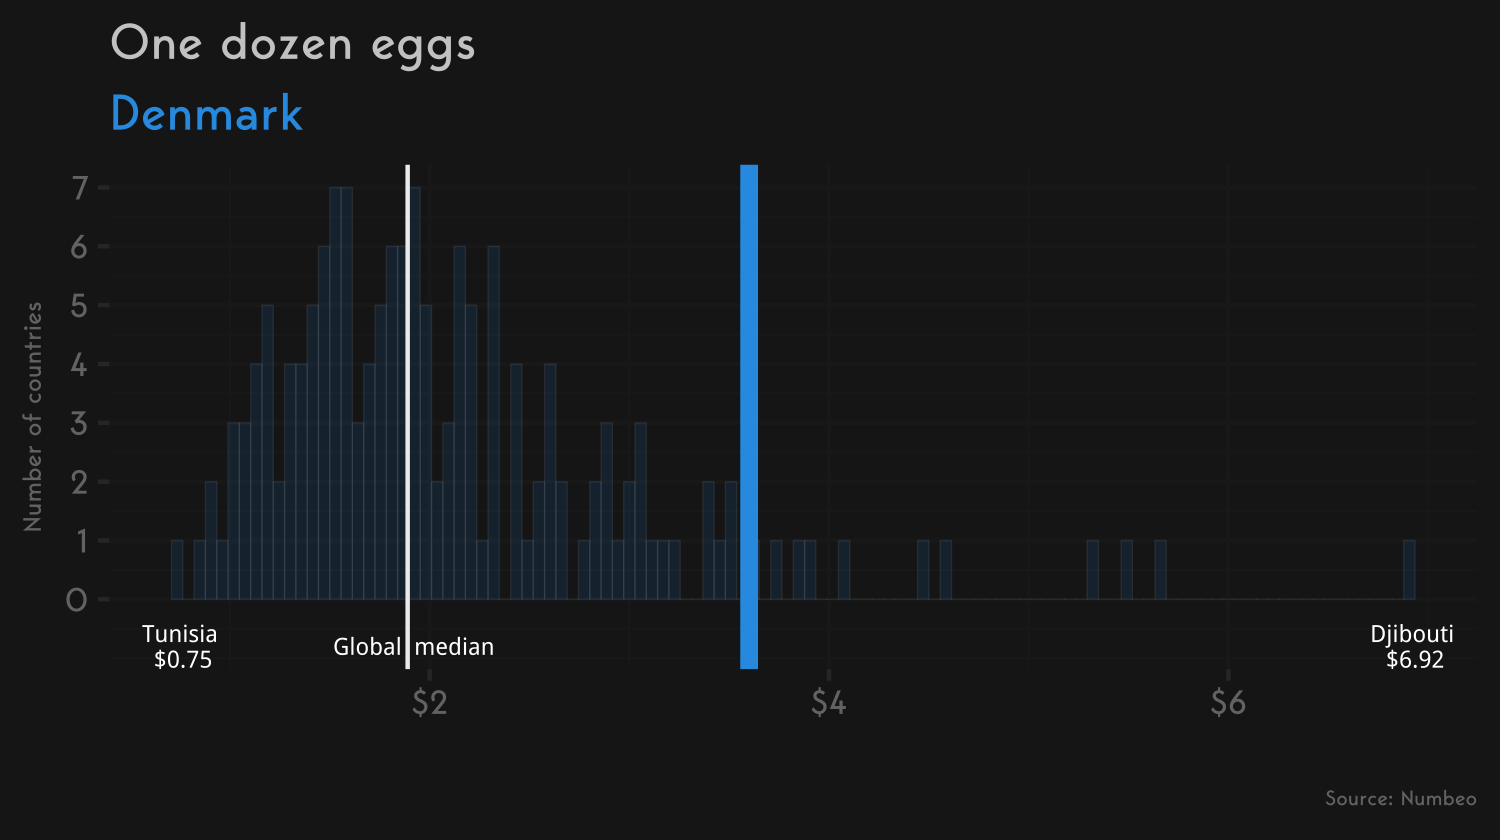 One dozen eggs
Denmark
Number of countries
7
6
5
4
3
2
1
0
Tunisia
$0.75
Global median
Djibouti
$6.92
$2
$4
$6
Source: Numbeo